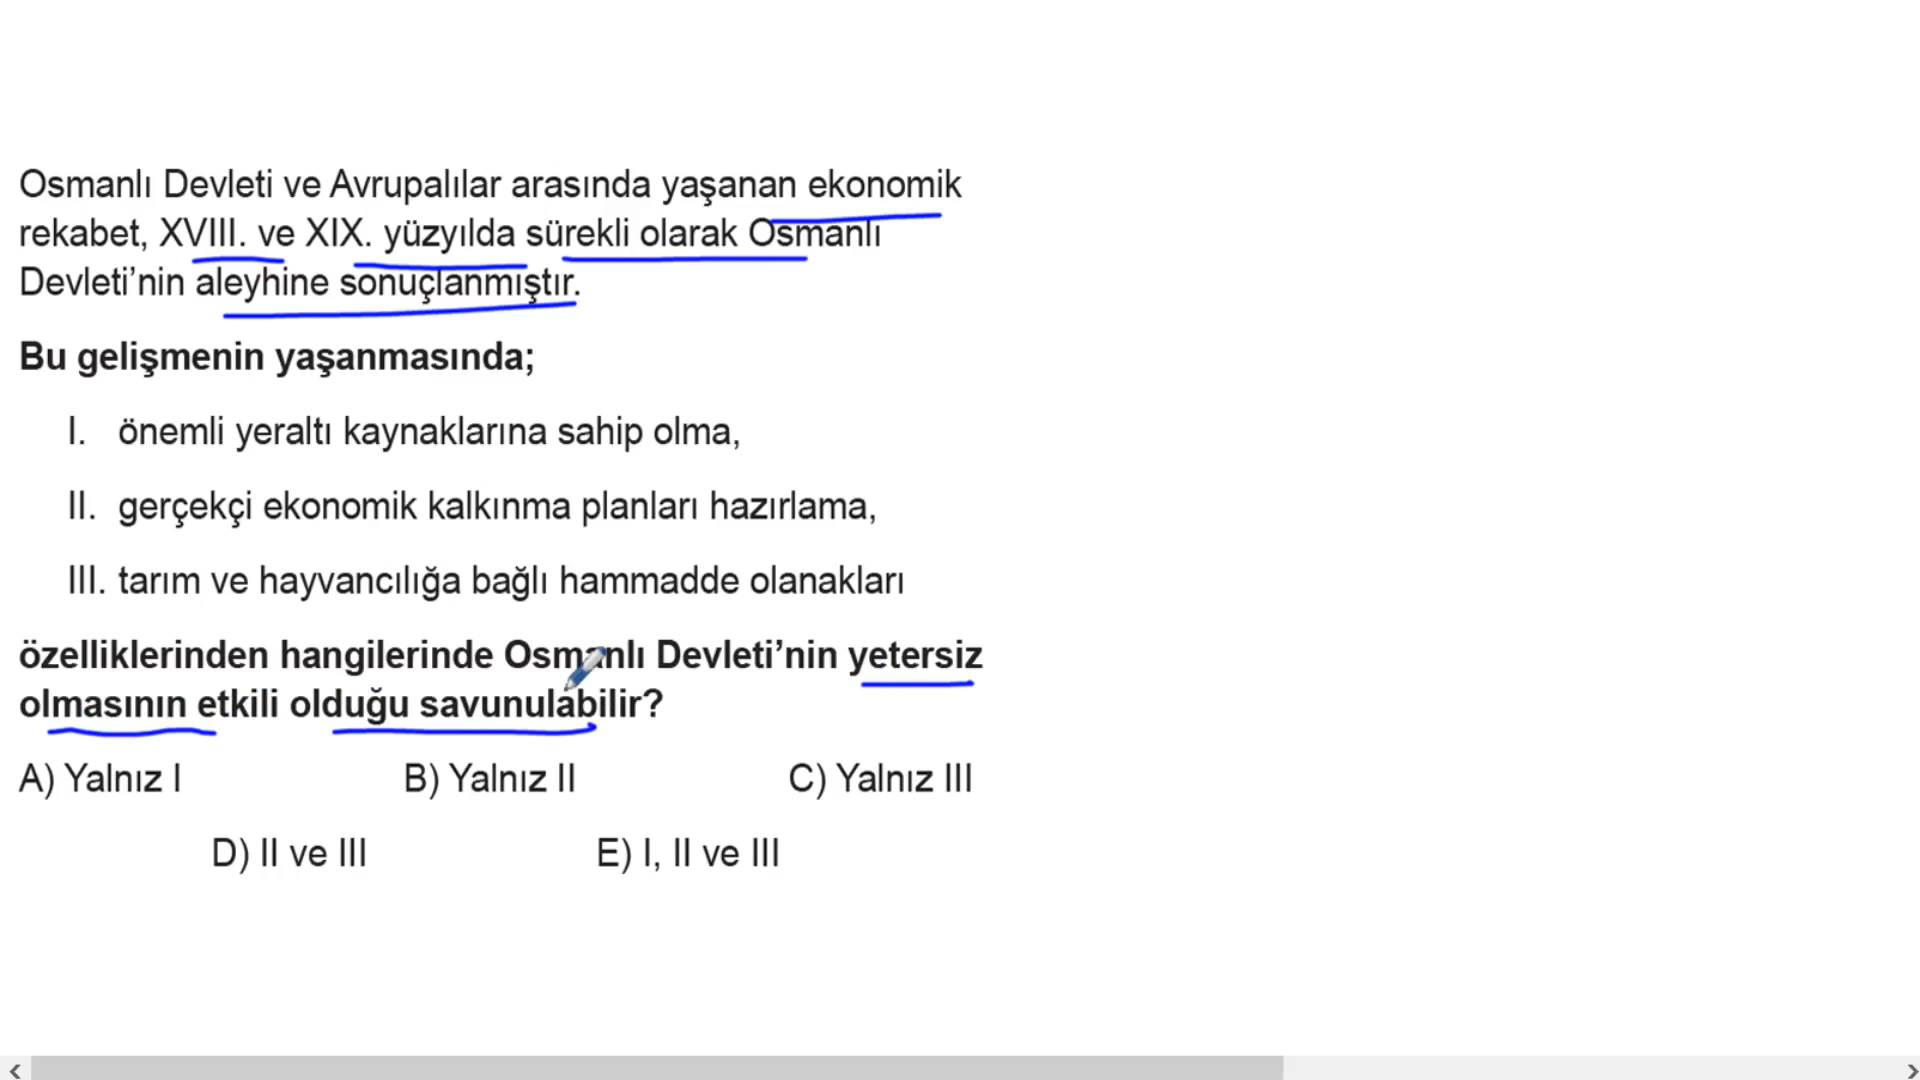 Osmanlı Devleti ve Avrupalılar arasında yaşanan ekonomik
rekabet, XVIII. ve XIX. yüzyılda sürekli olarak Osmanlı
Devleti’nin aleyhine sonuçlanmıştır.
Bu gelişmenin yaşanmasında;
I. önemli yeraltı kaynaklarına sahip olma,
II. gerçekçi ekonomik kalkınma planları hazırlama,
III. tarım ve hayvancılığa bağlı hammadde olanakları
özelliklerinden hangilerinde Osmanlı Devleti’nin yetersiz
olmasının etkili olduğu savunulabilir?
A) Yalnız I B) Yalnız II C) Yalnız III
D) II ve III E) I, II ve III